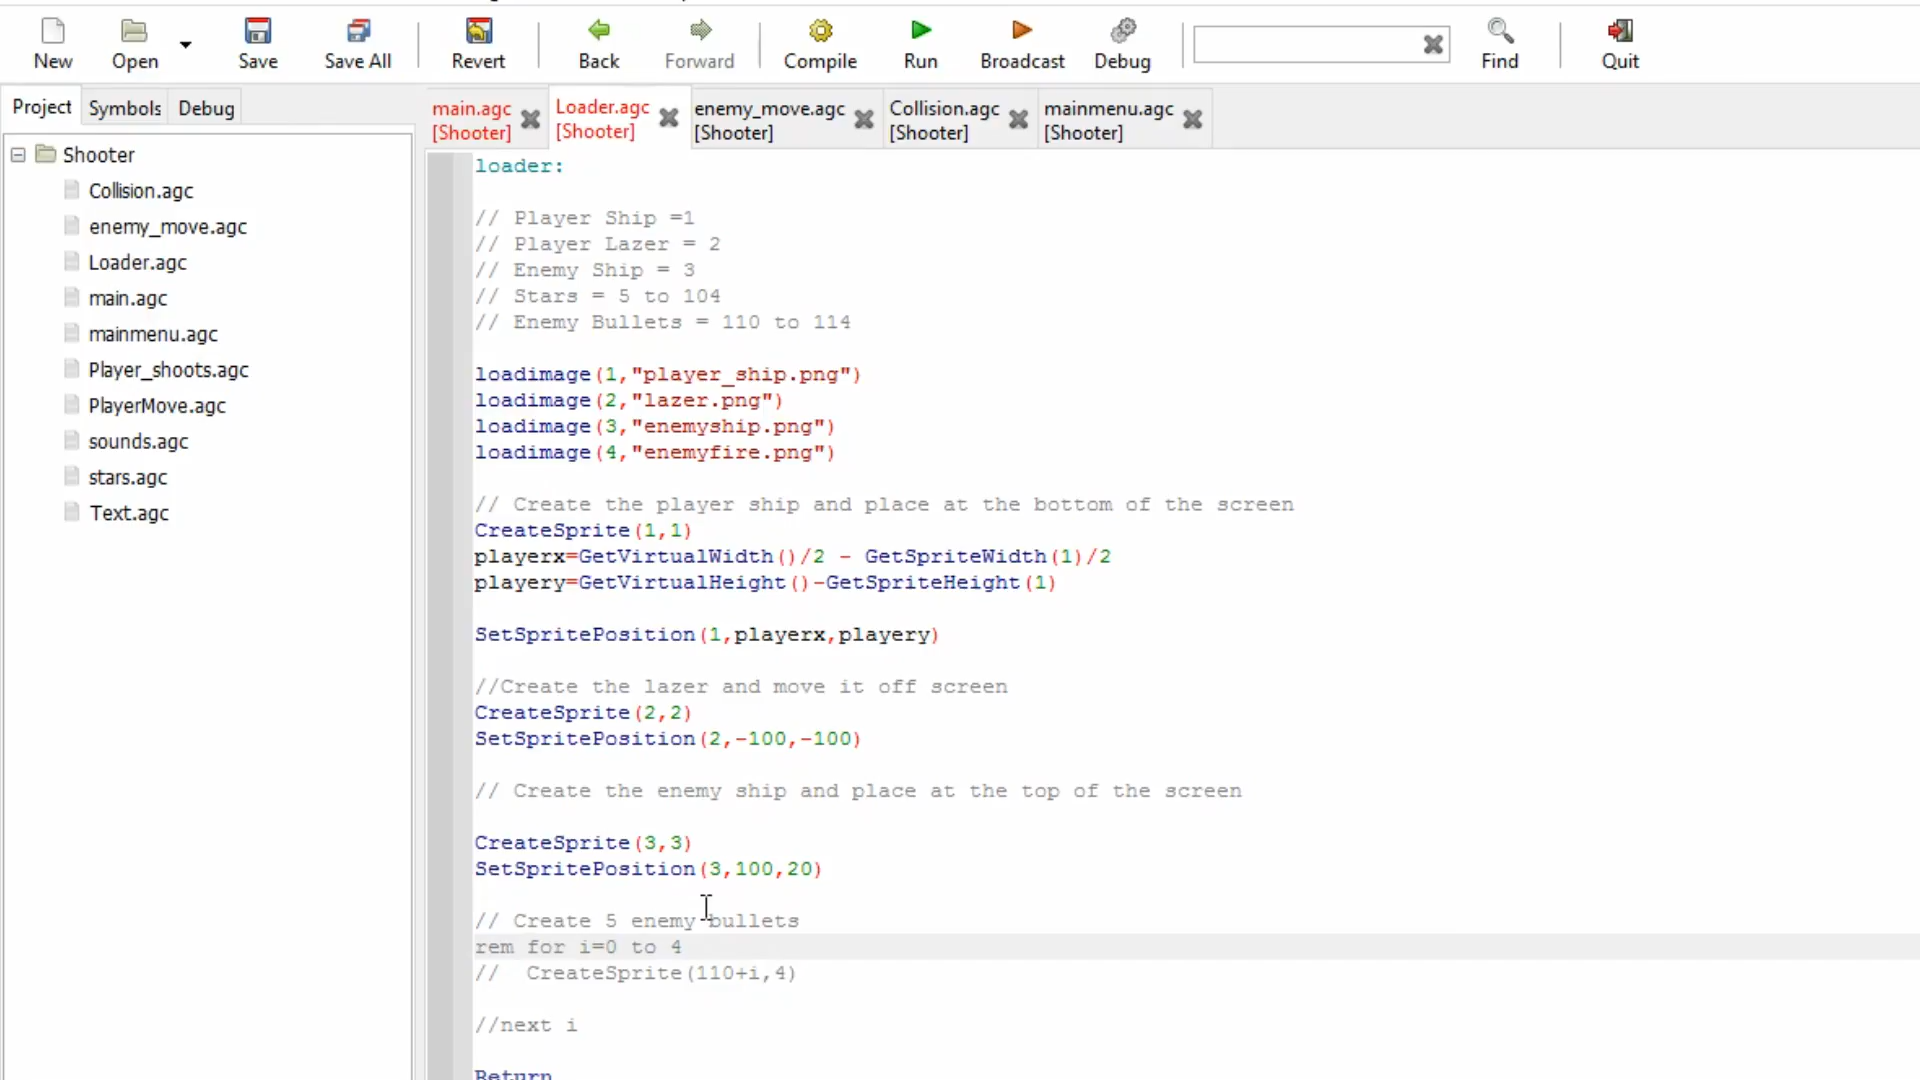 New Open Save Save All Revert Back Forward Compile Run Broadcast Debug Find Quit
Project Symbols Debug
main.agc [Shooter]
Loader.agc [Shooter]
enemy_move.agc [Shooter]
Collision.agc [Shooter]
mainmenu.agc [Shooter]
Shooter
Collision.agc
enemy_move.agc
Loader.agc
main.agc
mainmenu.agc
Player_shoots.agc
PlayerMove.agc
sounds.agc
stars.agc
Text.agc
loader:
// Player Ship =1
// Player Lazer = 2
// Enemy Ship = 3
// Stars = 5 to 104
// Enemy Bullets = 110 to 114
loadimage(1,"player_ship.png")
loadimage(2,"lazer.png")
loadimage(3,"enemyship.png")
loadimage(4,"enemyfire.png")
// Create the player ship and place at the bottom of the screen
CreateSprite(1,1)
playerx=GetVirtualWidth()/2 - GetSpriteWidth(1)/2
playery=GetVirtualHeight()-GetSpriteHeight(1)
SetSpritePosition(1,playerx,playery)
//Create the lazer and move it off screen
CreateSprite(2,2)
SetSpritePosition(2,-100,-100)
// Create the enemy ship and place at the top of the screen
CreateSprite(3,3)
SetSpritePosition(3,100,20)
// Create 5 enemy bullets
rem for i=0 to 4
//  CreateSprite(110+i,4)
//next i
Return